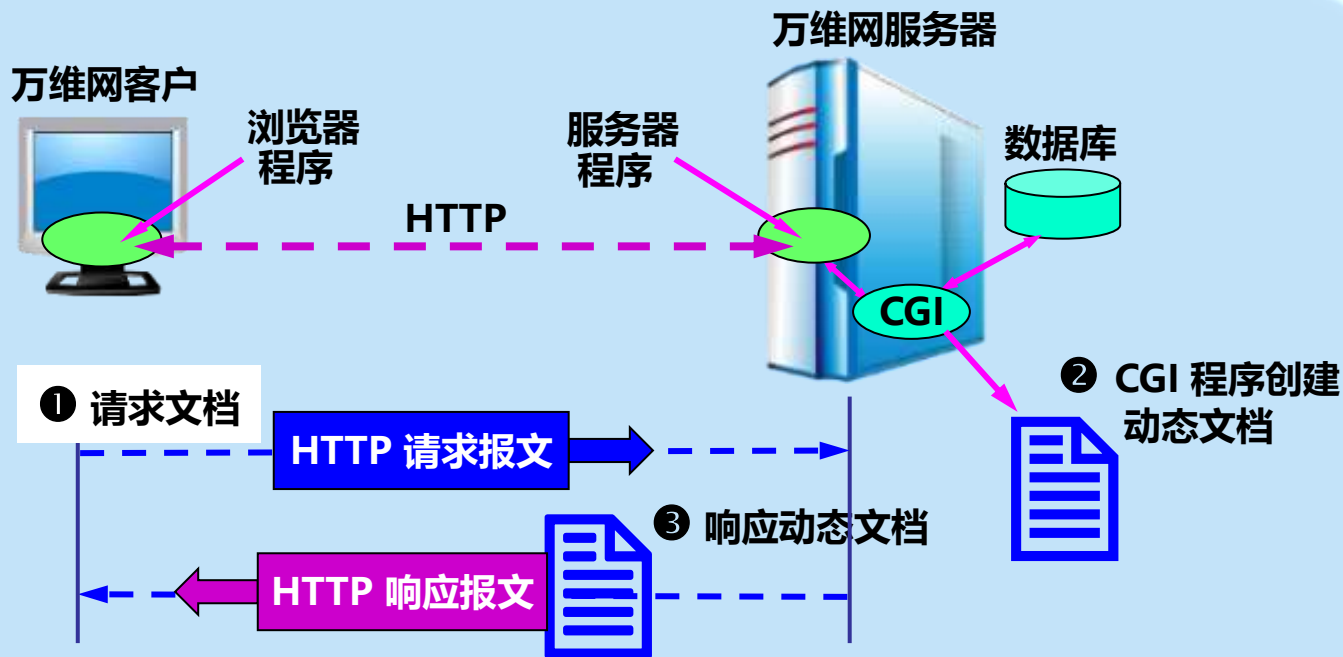 万维网服务器
万维网客户
浏览器
程序
服务器
程序
数据库
HTTP
CGI
❶ 请求文档
❷ CGI 程序创建
动态文档
HTTP 请求报文
❸ 响应动态文档
HTTP 响应报文